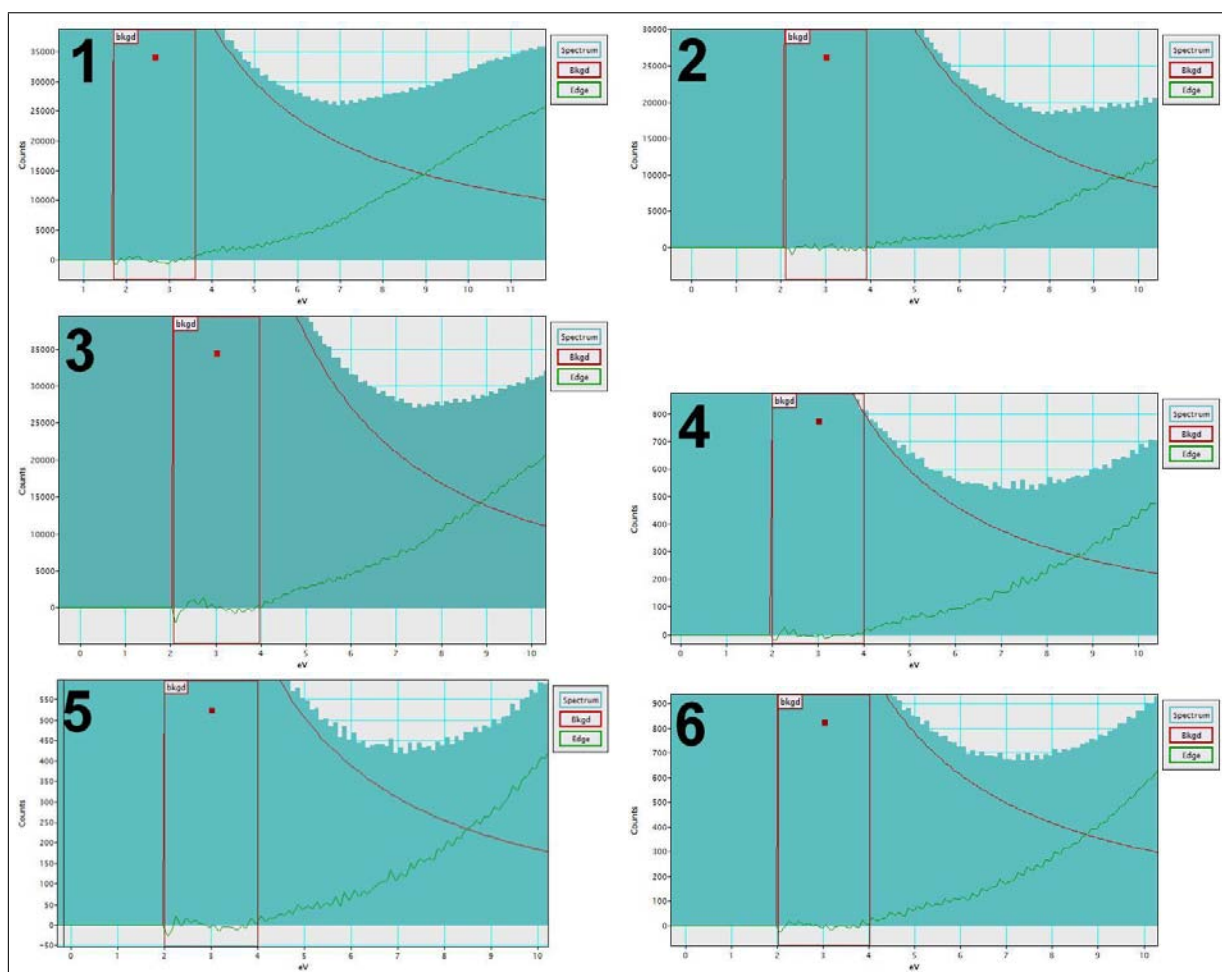 1
bkgd
35000
30000
25000
20000
15000
10000
5000
0
Counts
1 2 3 4 5 6 7 8 9 10 11
eV
Spectrum
Bkgd
Edge
2
bkgd
30000
25000
20000
15000
10000
5000
0
Counts
0 1 2 3 4 5 6 7 8 9 10
eV
Spectrum
Bkgd
Edge
3
bkgd
35000
30000
25000
20000
15000
10000
5000
0
Counts
0 1 2 3 4 5 6 7 8 9 10
eV
Spectrum
Bkgd
Edge
4
bkgd
800
700
600
500
400
300
200
100
0
Counts
0 1 2 3 4 5 6 7 8 9 10
eV
Spectrum
Bkgd
Edge
5
bkgd
550
500
450
400
350
300
250
200
150
100
50
0
-50
Counts
0 1 2 3 4 5 6 7 8 9 10
eV
Spectrum
Bkgd
Edge
6
bkgd
900
800
700
600
500
400
300
200
100
0
Counts
0 1 2 3 4 5 6 7 8 9 10
eV
Spectrum
Bkgd
Edge